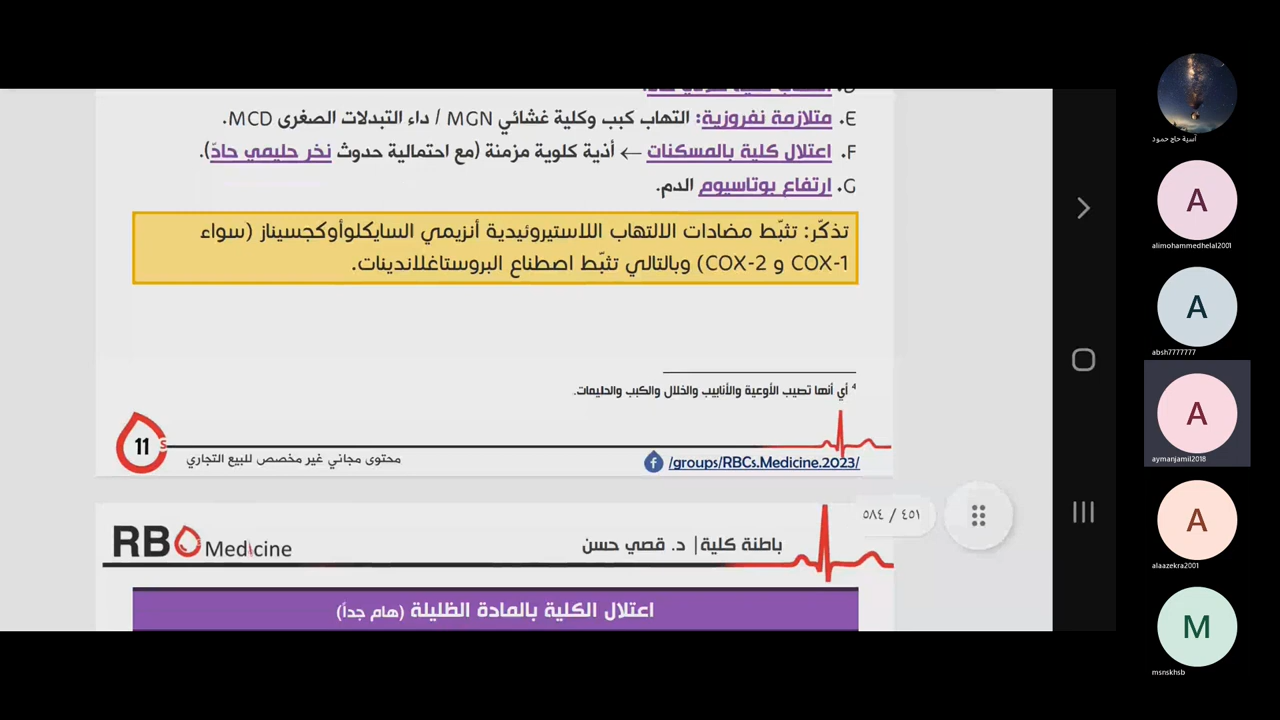 E. متلازمة نفروزية: التهاب كبب وكلية غشائي MGN / داء التبدلات الصغرى MCD.
F. اعتلال كلية بالمسكنات ← أذية كلوية مزمنة (مع احتمالية حدوث نخر حليمي حادّ).
G. ارتفاع بوتاسيوم الدم.
تذكّر: تثبّط مضادات الالتهاب اللاستيروئيدية أنزيمي السايكلوأوكجسيناز (سواء
COX-1 و COX-2) وبالتالي تثبّط اصطناع البروستاغلاندينات.
4 أي أنها تصيب الأوعية والأنابيب والخلال والكبب والحليمات.
11
محتوى مجاني غير مخصص للبيع التجاري
/groups/RBCs.Medicine.2023/
٤٥١ / ٥٨٤
RB Medicine
باطنة كلية| د. قصي حسن
اعتلال الكلية بالمادة الظليلة (هام جداً)
آسية حاج حمود
A
alimohammedhelal2001
A
absh7777777
A
aymanjamil2018
A
alaazekra2001
M
msnskhsb